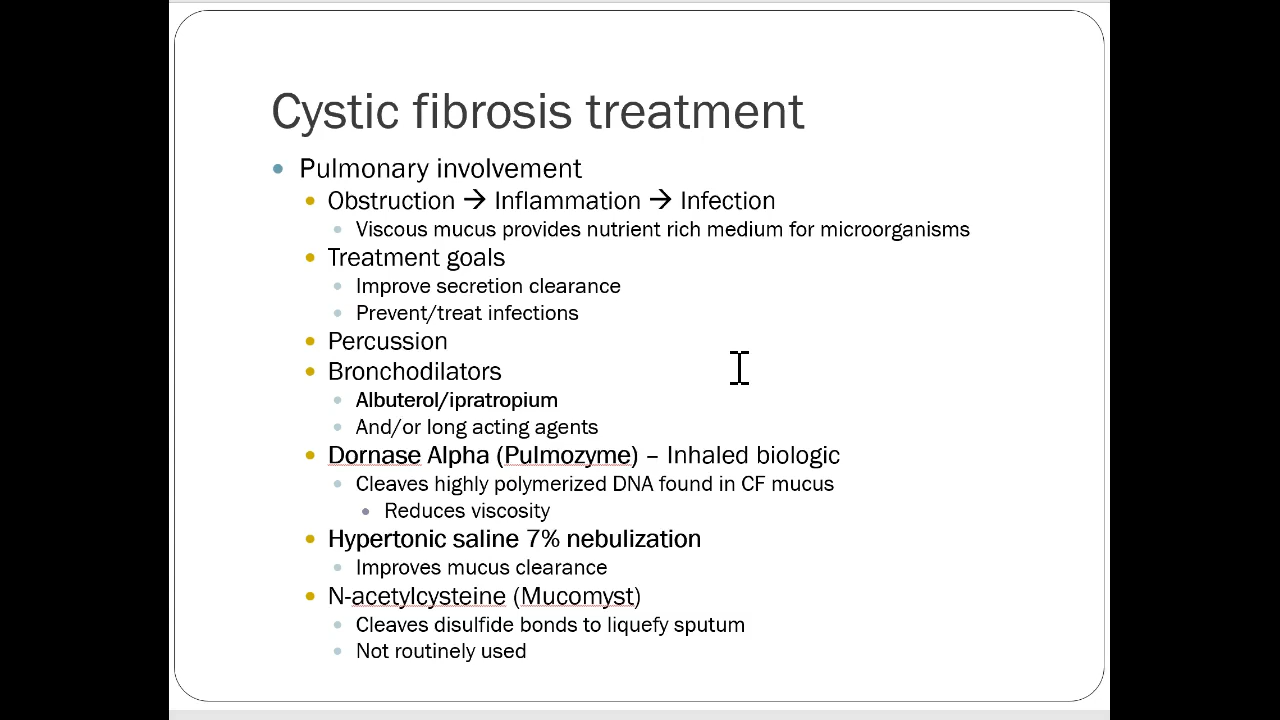 Cystic fibrosis treatment
Pulmonary involvement
Obstruction → Inflammation → Infection
Viscous mucus provides nutrient rich medium for microorganisms
Treatment goals
Improve secretion clearance
Prevent/treat infections
Percussion
Bronchodilators
Albuterol/ipratropium
And/or long acting agents
Dornase Alpha (Pulmozyme) – Inhaled biologic
Cleaves highly polymerized DNA found in CF mucus
Reduces viscosity
Hypertonic saline 7% nebulization
Improves mucus clearance
N-acetylcysteine (Mucomyst)
Cleaves disulfide bonds to liquefy sputum
Not routinely used